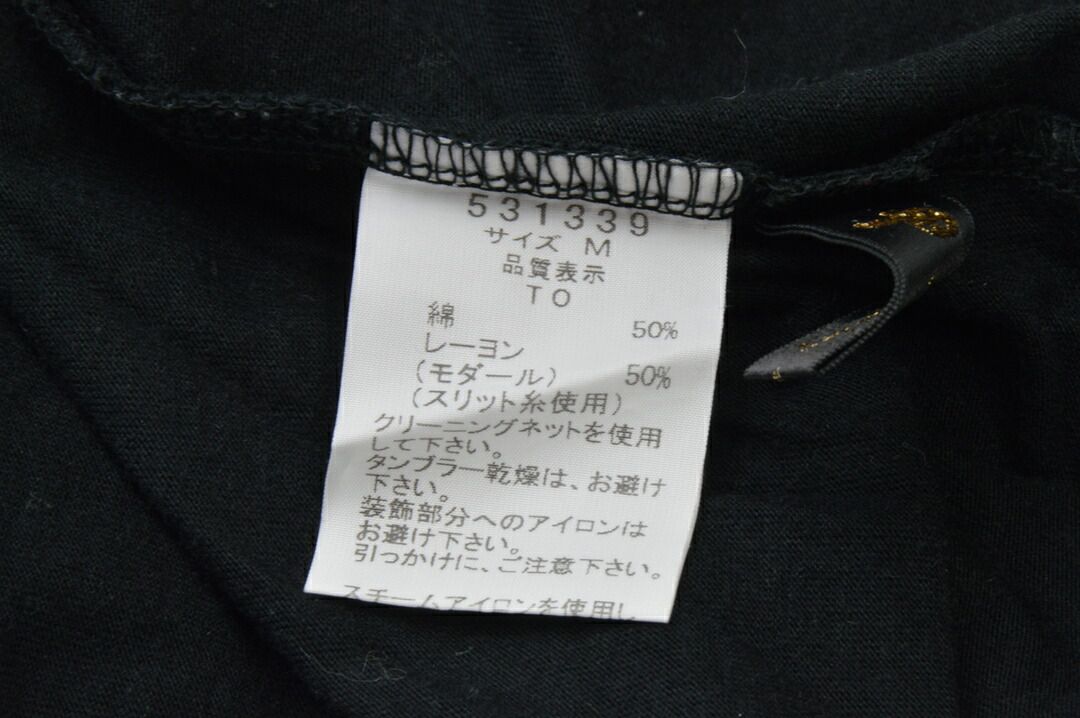 531339
サイズ M
品質表示
TO
綿 50%
レーヨン
(モダール) 50%
(スリット糸使用)
クリーニングネットを使用
して下さい。
タンブラー乾燥は、お避け
下さい。
装飾部分へのアイロンは
お避け下さい。
引っかけに、ご注意下さい。
スチームアイロンを使用し